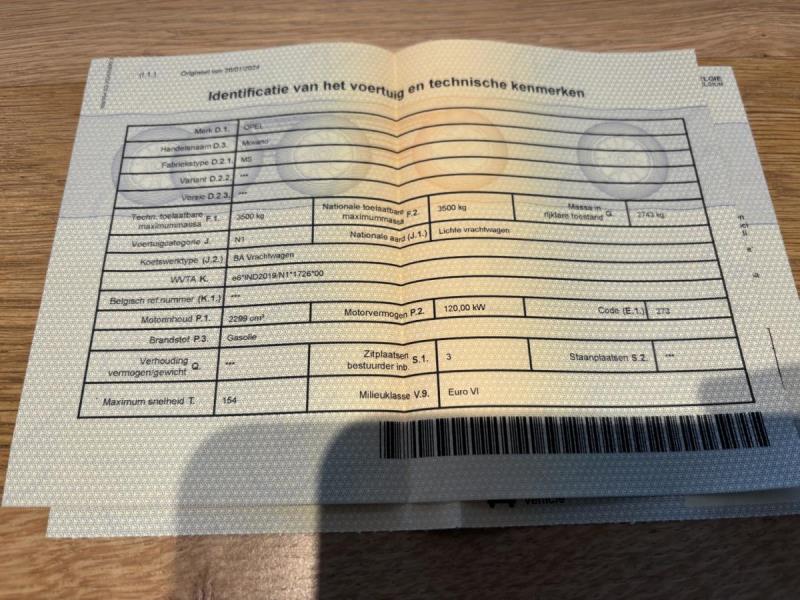 (I.1.) Origineel van 26/01/2024
Identificatie van het voertuig en technische kenmerken
Merk D.1. OPEL
Handelsnaam D.3. Movano
Fabriekstype D.2.1. MS
Variant D.2.2. ***
Versie D.2.3. ***
Techn. toelaatbare maximummassa F.1. 3500 kg Nationale toelaatbare maximummassa F.2. 3500 kg Massa in rijklare toestand G. 2743 kg
Voertuigcategorie J. N1 Nationale aard (J.1.) Lichte vrachtwagen
Koetswerktype (J.2.) BA Vrachtwagen
WVTA K. e6*IND2019/N1*1726*00
Belgisch ref.nummer (K.1.) ***
Motorinhoud P.1. 2299 cm³ Motorvermogen P.2. 120,00 kW Code (E.1.) 273
Brandstof P.3. Gasolie
Verhouding vermogen/gewicht Q. *** Zitplaatsen bestuurder inb. S.1. 3 Staanplaatsen S.2. ***
Maximum snelheid T. 154 Milieuklasse V.9. Euro VI